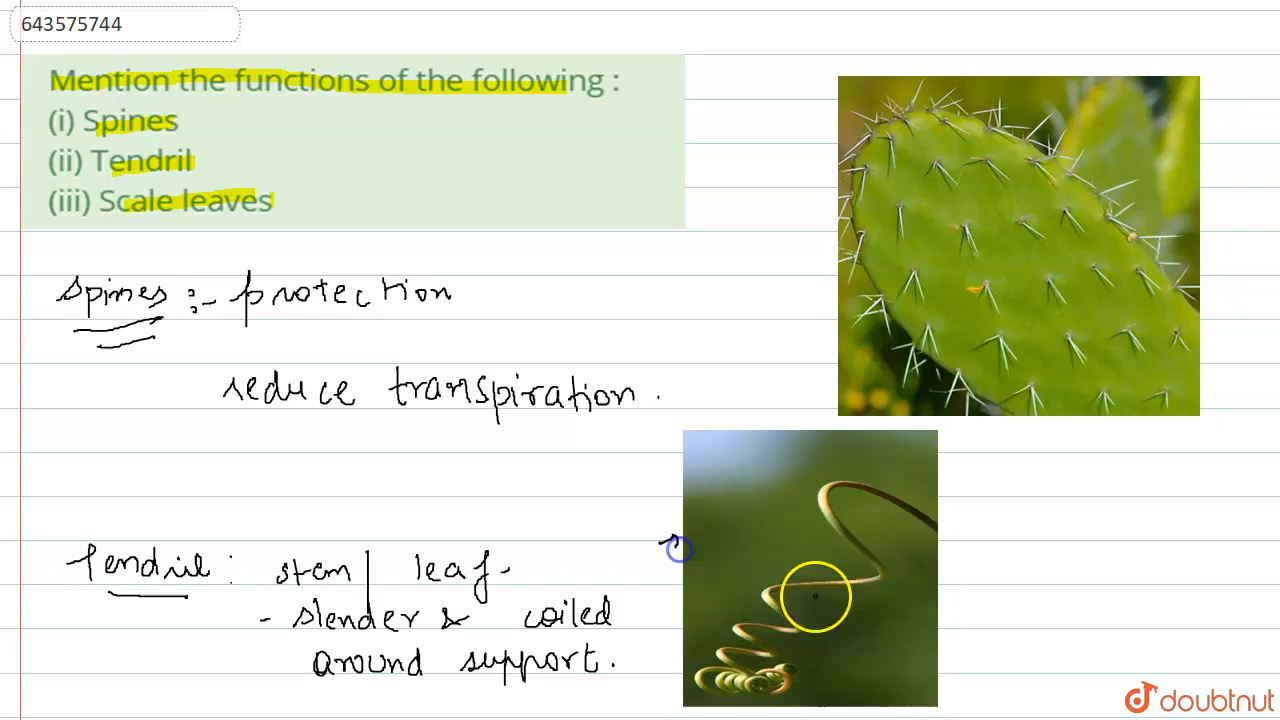 643575744
Mention the functions of the following :
(i) Spines
(ii) Tendril
(iii) Scale leaves
Spines :- protection
reduce transpiration.
Tendril : stem | leaf -
- slender & coiled
around support.
doubtnut